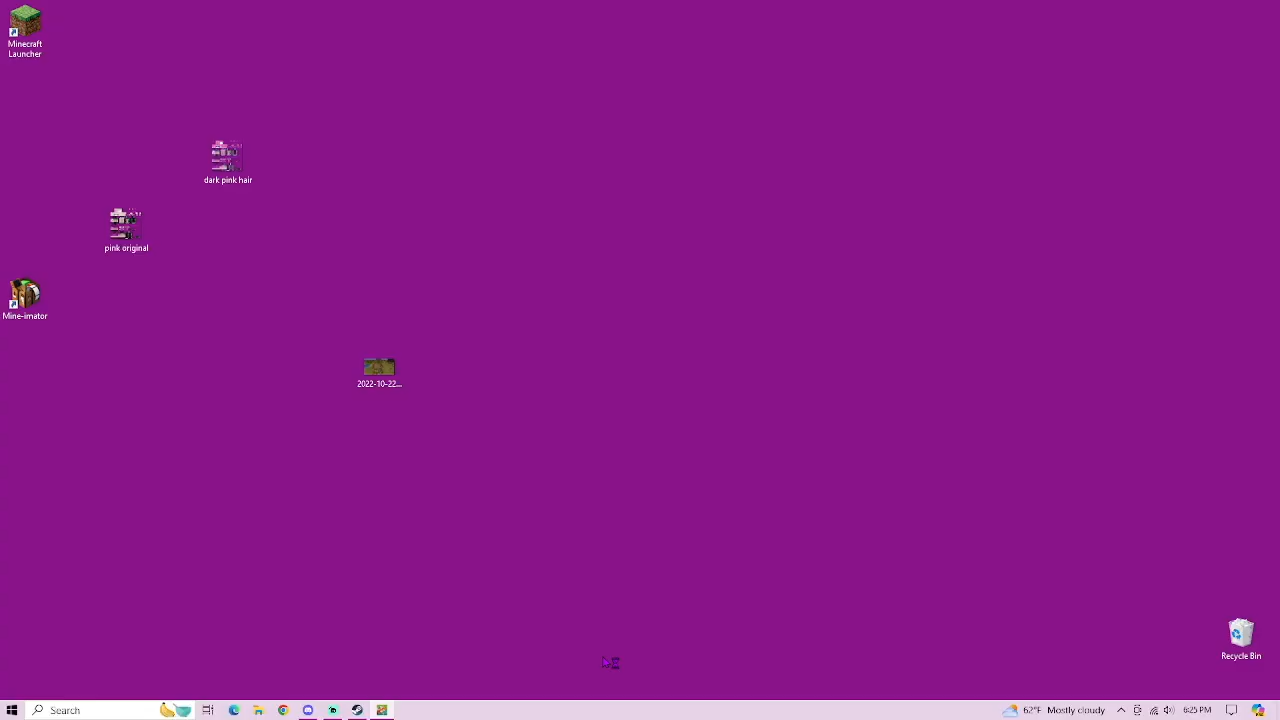 Minecraft
Launcher
dark pink hair
pink original
Mine-imator
2022-10-22...
Recycle Bin
Search
62°F Mostly cloudy
6:25 PM